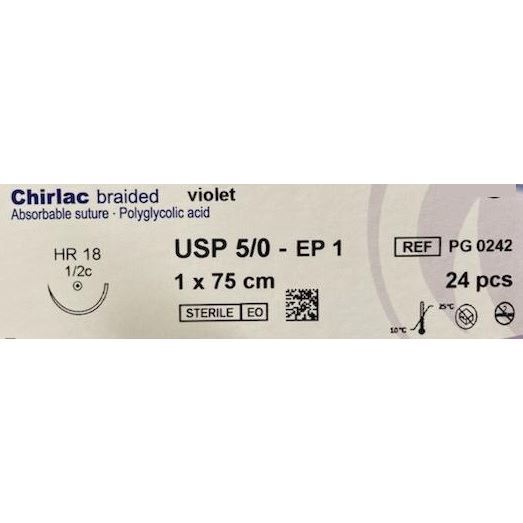 Chirlac braided violet
Absorbable suture · Polyglycolic acid
HR 18
1/2c
USP 5/0 - EP 1
1 x 75 cm
STERILE EO
REF PG 0242
24 pcs
10°C
25°C